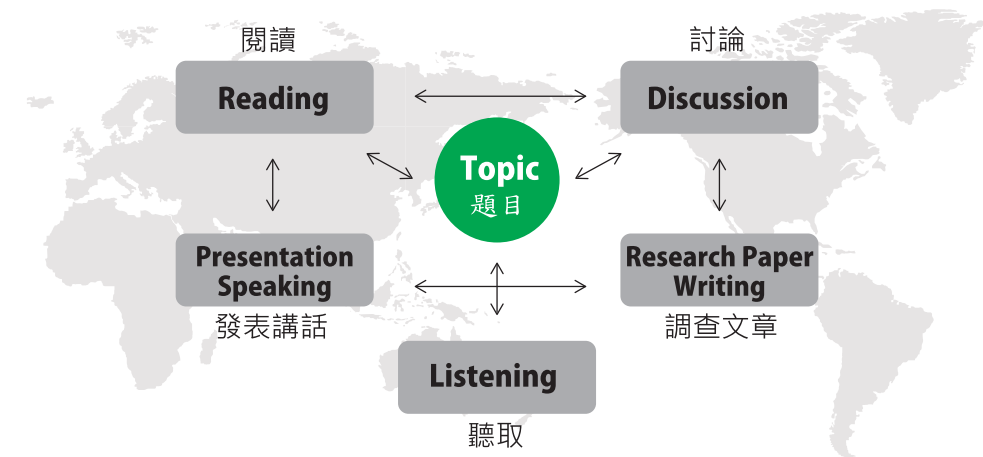 閱讀
討論
Reading
Discussion
Topic
題目
Presentation
Speaking
Research Paper
Writing
發表講話
調查文章
Listening
聽取